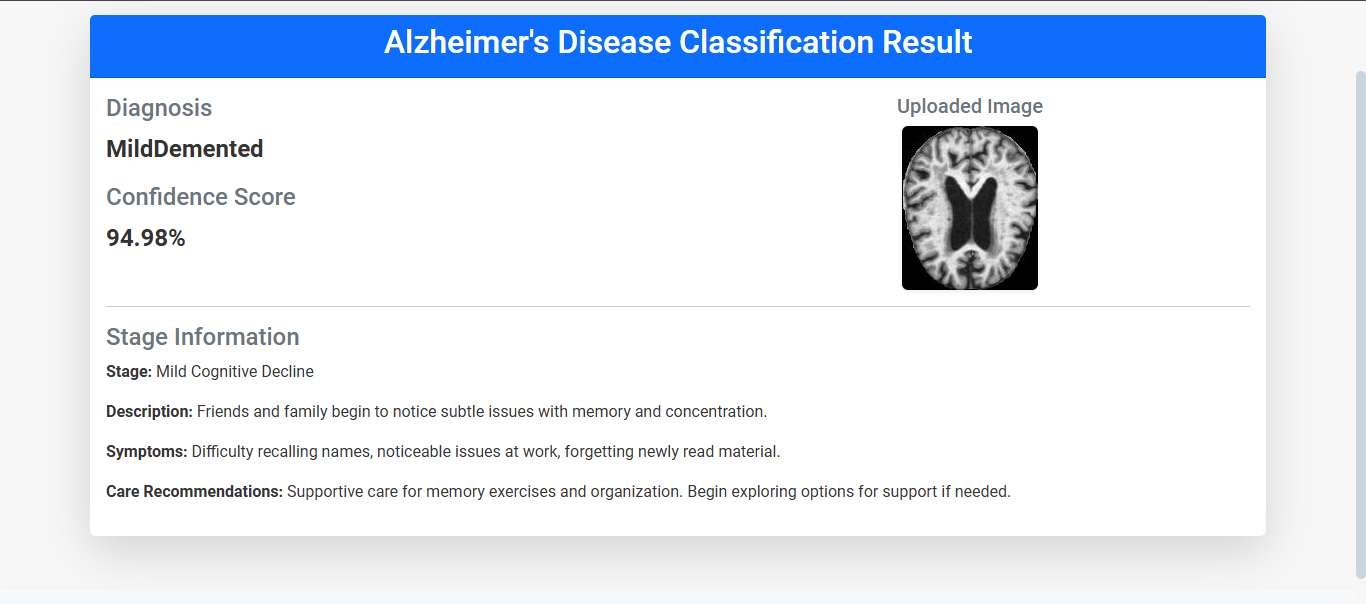 Alzheimer's Disease Classification Result
Diagnosis
MildDemented
Confidence Score
94.98%
Uploaded Image
Stage Information
Stage: Mild Cognitive Decline
Description: Friends and family begin to notice subtle issues with memory and concentration.
Symptoms: Difficulty recalling names, noticeable issues at work, forgetting newly read material.
Care Recommendations: Supportive care for memory exercises and organization. Begin exploring options for support if needed.